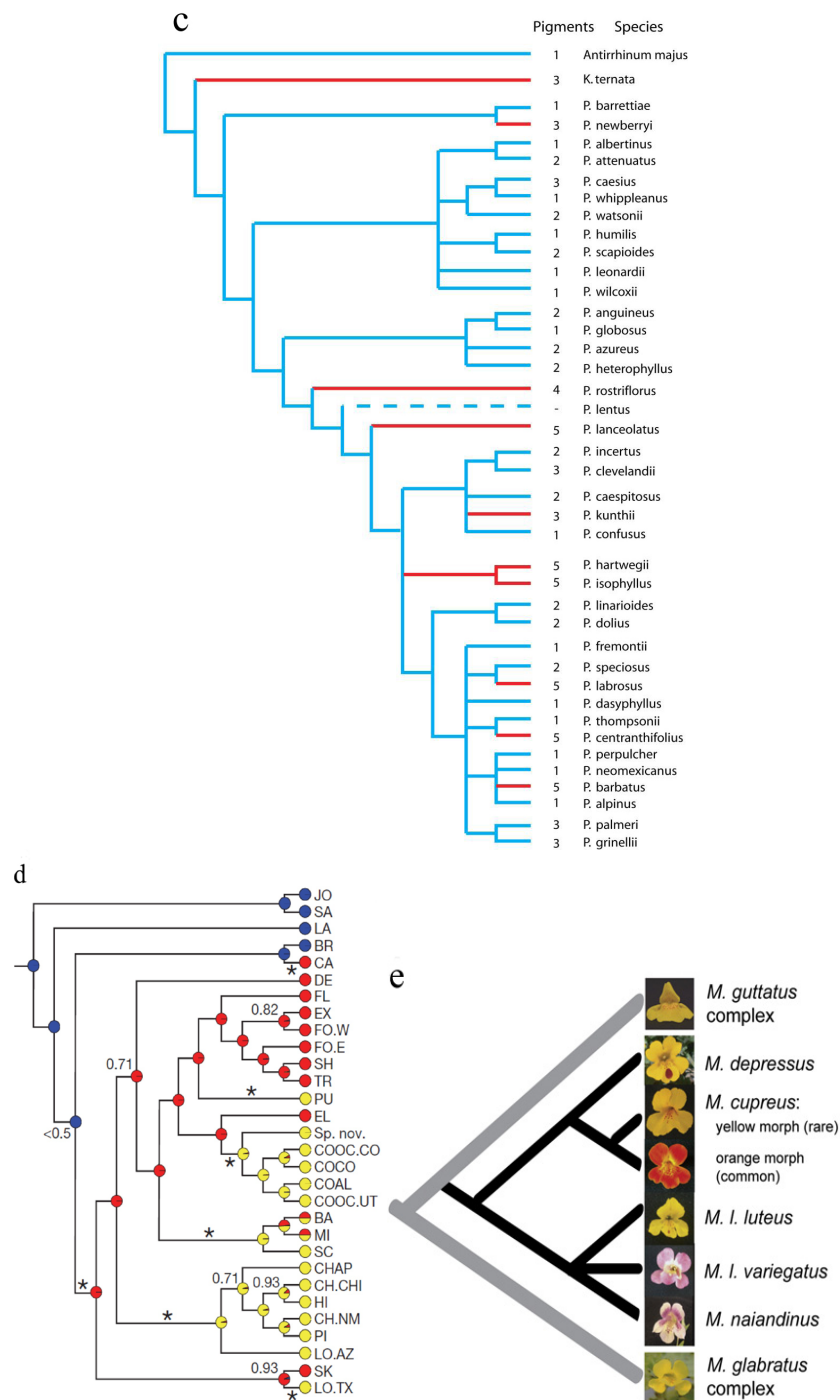 c
Pigments Species
1 Antirrhinum majus
3 K. ternata
1 P. barrettiae
3 P. newberryi
1 P. albertinus
2 P. attenuatus
3 P. caesius
1 P. whippleanus
2 P. watsonii
1 P. humilis
2 P. scapioides
1 P. leonardii
1 P. wilcoxii
2 P. anguineus
1 P. globosus
2 P. azureus
2 P. heterophyllus
4 P. rostriflorus
- P. lentus
5 P. lanceolatus
2 P. incertus
3 P. clevelandii
2 P. caespitosus
3 P. kunthii
1 P. confusus
5 P. hartwegii
5 P. isophyllus
2 P. linarioides
2 P. dolius
1 P. fremontii
2 P. speciosus
5 P. labrosus
1 P. dasyphyllus
1 P. thompsonii
5 P. centranthifolius
1 P. perpulcher
1 P. neomexicanus
5 P. barbatus
1 P. alpinus
3 P. palmeri
3 P. grinellii
d
JO
SA
LA
BR
CA
*
DE
FL
0.82
EX
FO.W
FO.E
SH
TR
0.71
*
PU
EL
<0.5
*
Sp. nov.
COOC.CO
COCO
COAL
COOC.UT
*
BA
MI
SC
CHAP
0.71
0.93
CH.CHI
*
HI
*
CH.NM
PI
LO.AZ
0.93
SK
*
LO.TX
e
M. guttatus
complex
M. depressus
M. cupreus:
yellow morph (rare)
orange morph
(common)
M. l. luteus
M. l. variegatus
M. naiandinus
M. glabratus
complex